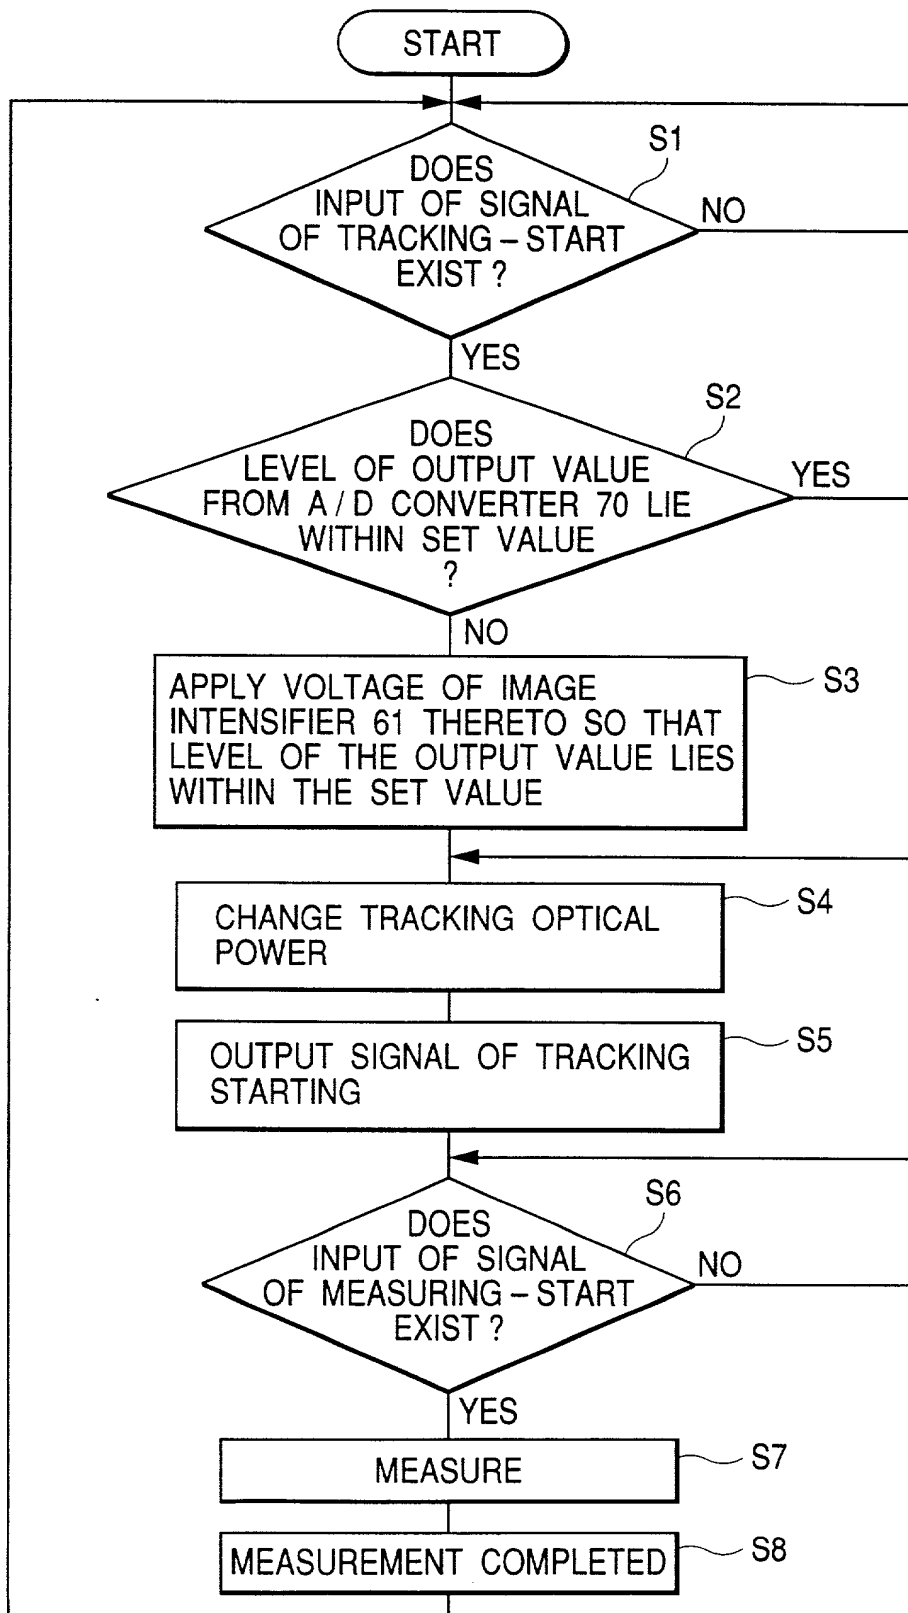 START
S1
DOES
INPUT OF SIGNAL
OF TRACKING – START
EXIST ?
NO
YES
S2
DOES
LEVEL OF OUTPUT VALUE
FROM A / D CONVERTER 70 LIE
WITHIN SET VALUE
?
YES
NO
S3
APPLY VOLTAGE OF IMAGE
INTENSIFIER 61 THERETO SO THAT
LEVEL OF THE OUTPUT VALUE LIES
WITHIN THE SET VALUE
S4
CHANGE TRACKING OPTICAL
POWER
S5
OUTPUT SIGNAL OF TRACKING
STARTING
S6
DOES
INPUT OF SIGNAL
OF MEASURING – START
EXIST ?
NO
YES
MEASURE
S7
MEASUREMENT COMPLETED
S8